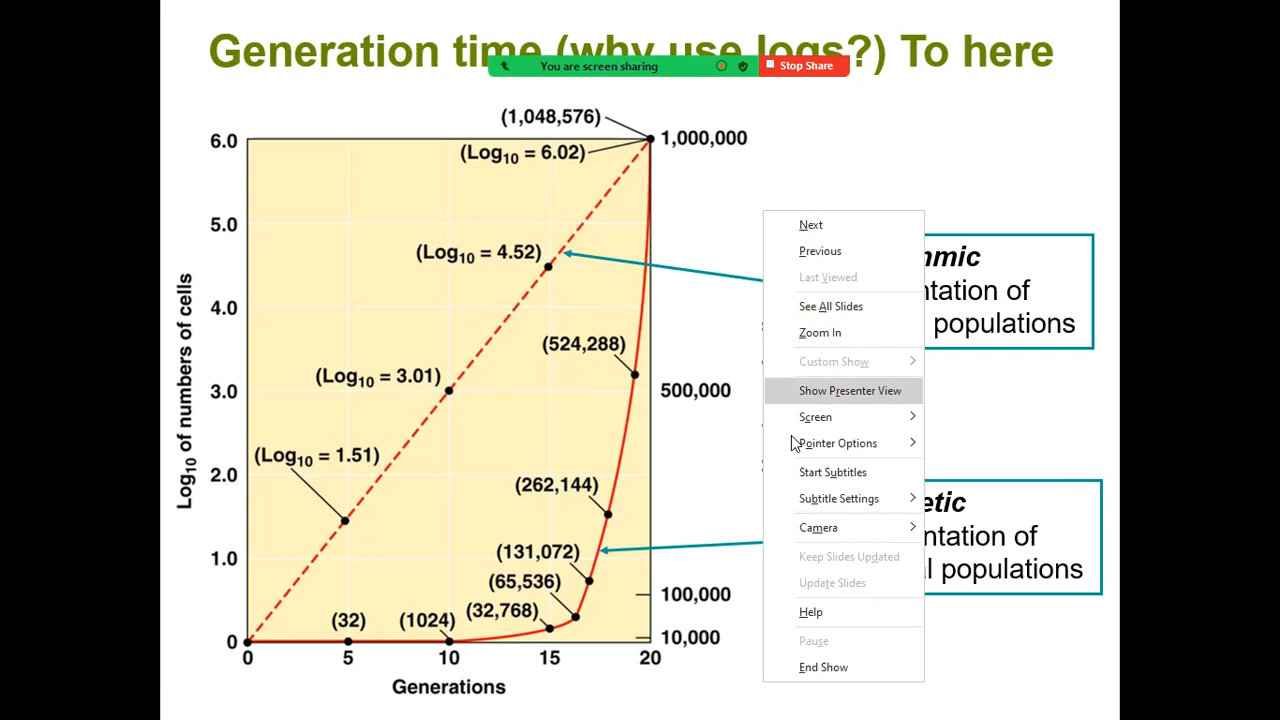 Generation time (why use logs?) To here
You are screen sharing
Stop Share
(1,048,576)
6.0
1,000,000
(Log10 = 6.02)
5.0
(Log10 = 4.52)
4.0
(524,288)
(Log10 = 3.01)
3.0
500,000
(Log10 = 1.51)
2.0
(262,144)
1.0
(131,072)
(65,536)
100,000
(32)
(1024)
(32,768)
0
10,000
0 5 10 15 20
Generations
Log10 of numbers of cells
Next
Previous
Last Viewed
See All Slides
Zoom In
Custom Show
Show Presenter View
Screen
Pointer Options
Start Subtitles
Subtitle Settings
Camera
Keep Slides Updated
Update Slides
Help
Pause
End Show
mic
ntation of
populations
etic
ntation of
l populations